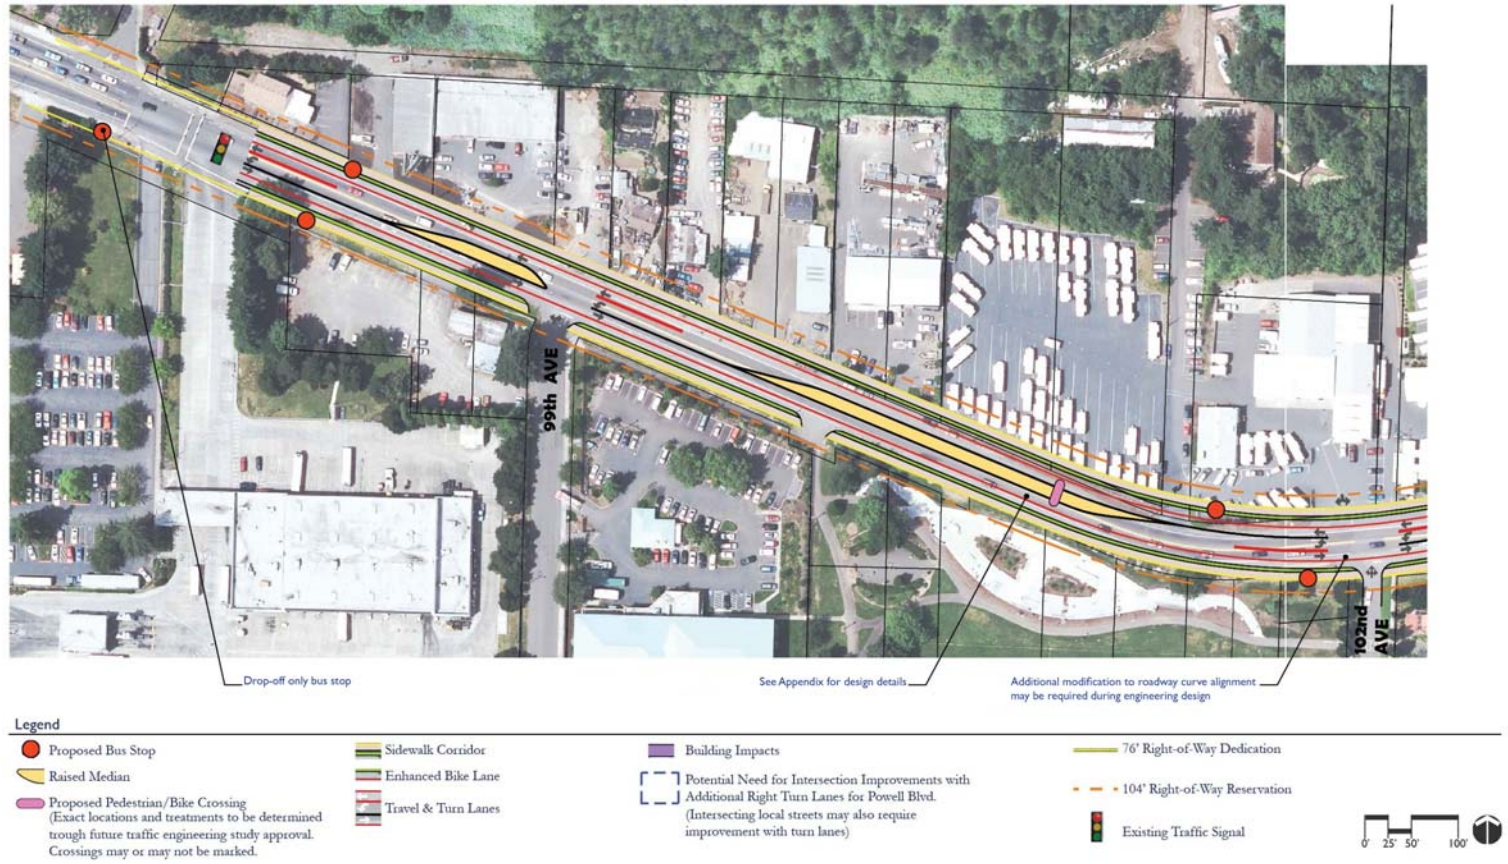 99th AVE
102nd
AVE
Drop-off only bus stop
See Appendix for design details
Additional modification to roadway curve alignment
may be required during engineering design
Legend
Proposed Bus Stop
Raised Median
Proposed Pedestrian/Bike Crossing
(Exact locations and treatments to be determined
trough future traffic engineering study approval.
Crossings may or may not be marked.
Sidewalk Corridor
Enhanced Bike Lane
Travel & Turn Lanes
Building Impacts
Potential Need for Intersection Improvements with
Additional Right Turn Lanes for Powell Blvd.
(Intersecting local streets may also require
improvement with turn lanes)
76' Right-of-Way Dedication
104' Right-of-Way Reservation
Existing Traffic Signal
0' 25' 50' 100'